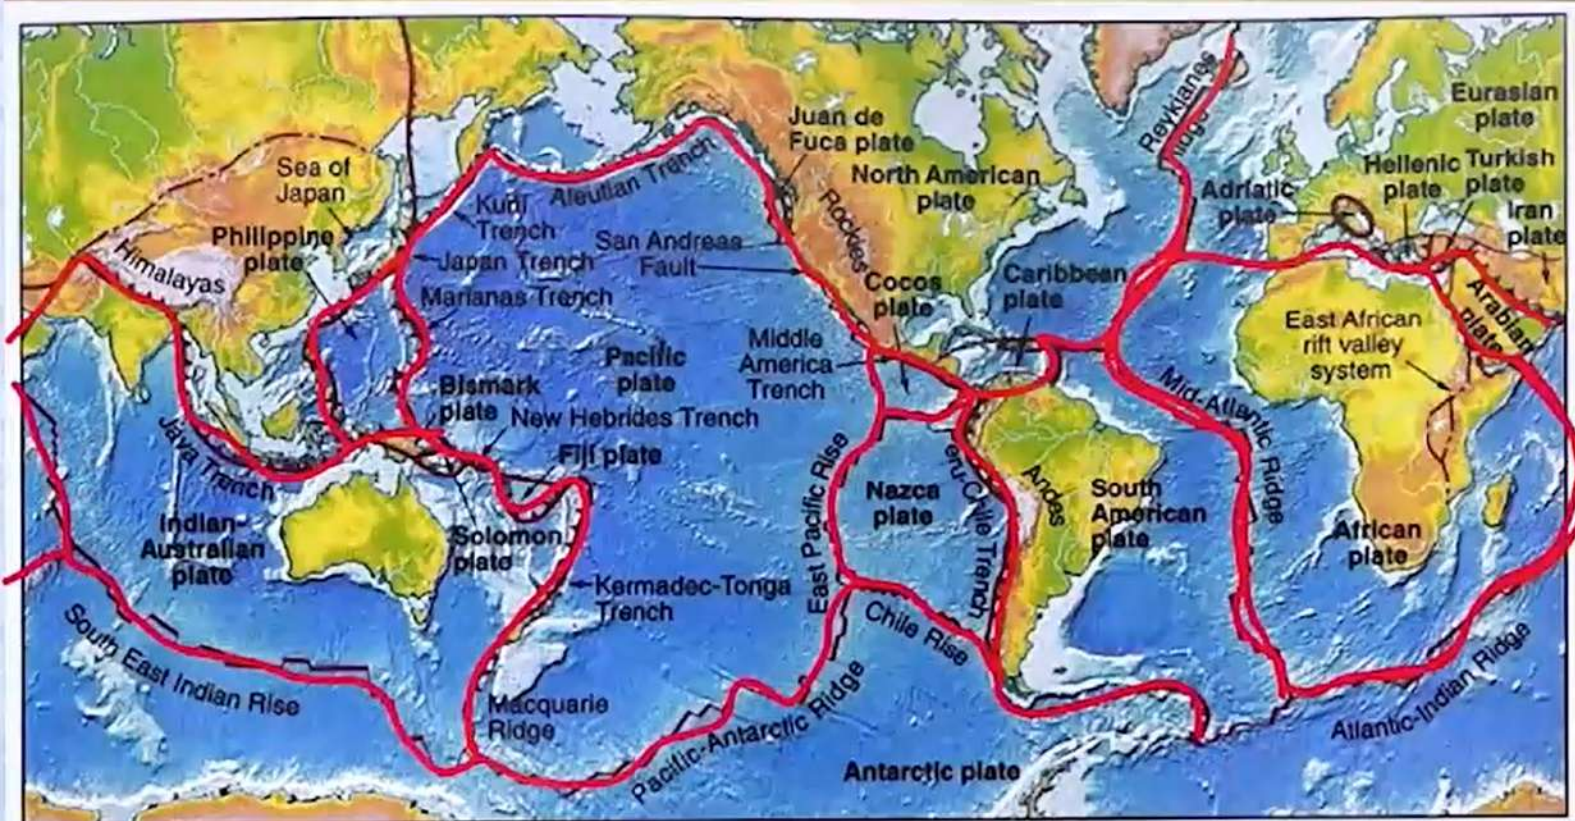 Reykjanes
Ridge
Eurasian
plate
Juan de
Fuca plate
Sea of
Japan
Aleutian Trench
North American
plate
Hellenic
plate
Turkish
plate
Adriatic
plate
Iran
plate
Kuril
Trench
Rockies
Philippine
plate
Himalayas
San Andreas
Fault
Japan Trench
Cocos
plate
Caribbean
plate
Marianas Trench
Arabian
plate
East African
rift valley
system
Middle
America
Trench
Pacific
plate
Bismark
plate
Mid-Atlantic Ridge
New Hebrides Trench
Java Trench
Fiji plate
East Pacific Rise
Peru-Chile Trench
Andes
Nazca
plate
South
American
plate
Indian-
Australian
plate
Solomon
plate
African
plate
Kermadec-Tonga
Trench
Chile Rise
South East Indian Rise
Macquarie
Ridge
Pacific-Antarctic Ridge
Atlantic-Indian Ridge
Antarctic plate